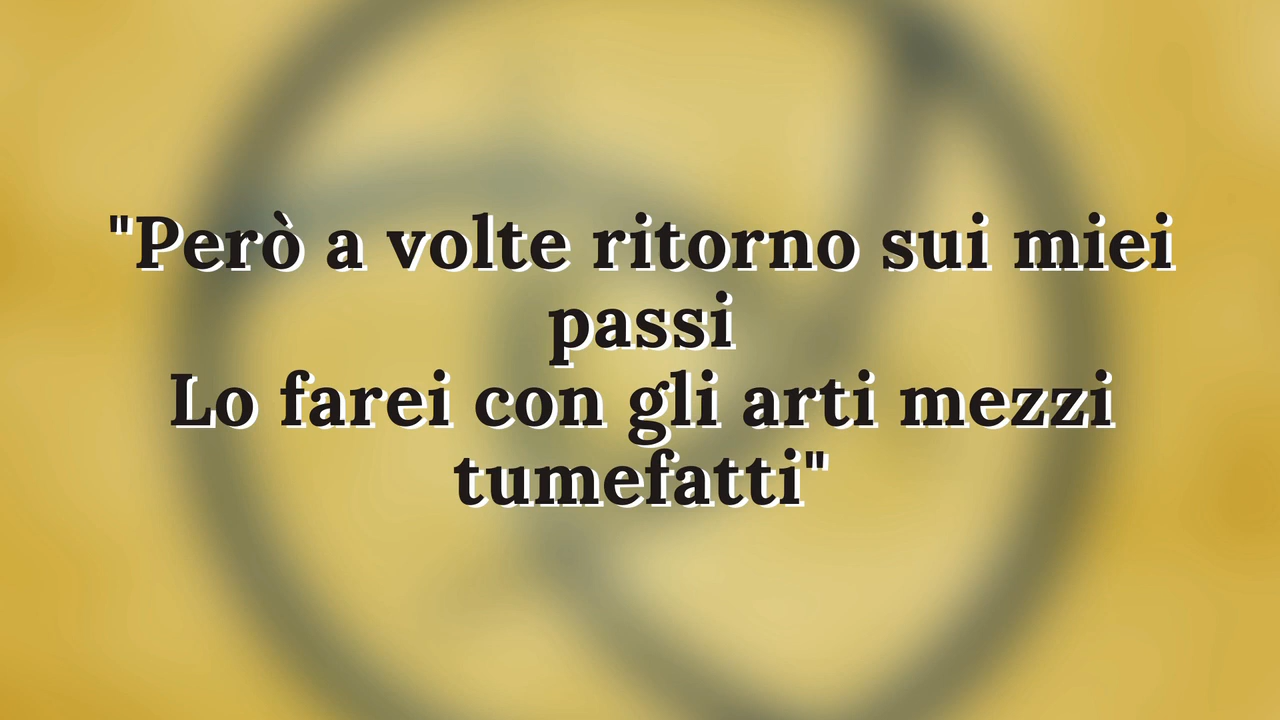 "Però a volte ritorno sui miei
passi
Lo farei con gli arti mezzi
tumefatti"